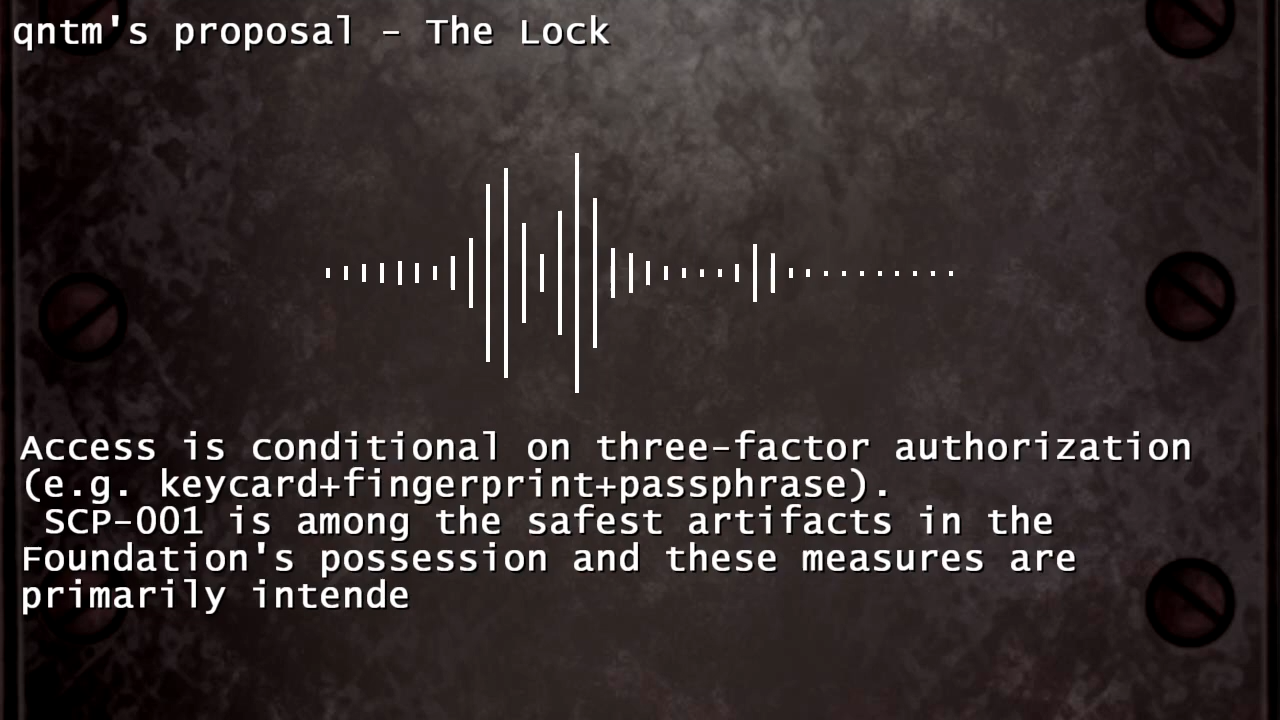 qntm's proposal - The Lock
Access is conditional on three-factor authorization
(e.g. keycard+fingerprint+passphrase).
SCP-001 is among the safest artifacts in the
Foundation's possession and these measures are
primarily intende